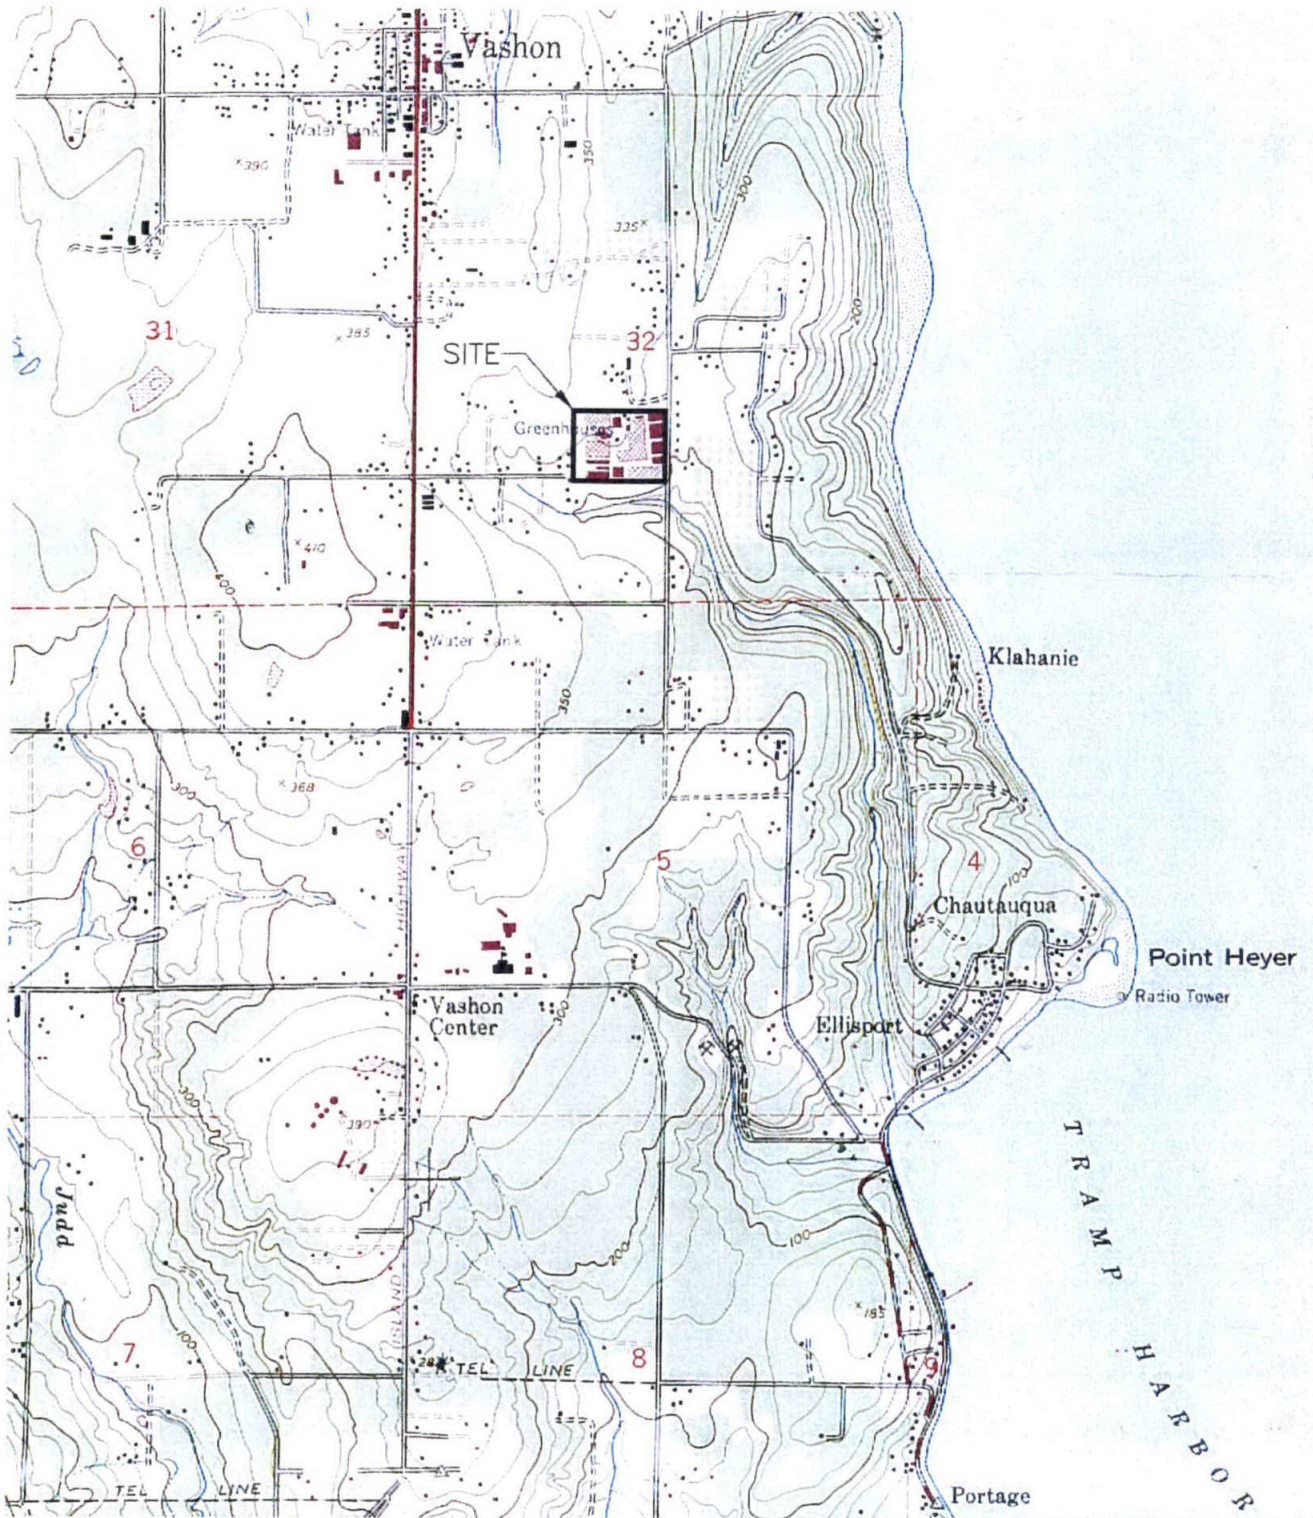 Vashon
Water Tank
390
350
300
335
200
31
385
32
SITE
Greenhouses
410
400
Water Tank
Klahanie
350
300
368
6
5
4
HIGHWAY
100
Chautauqua
Point Heyer
Radio Tower
Vashon
Center
300
Ellisport
300
390
TRAMP HARBOR
Judd
200
100
185
ISLAND
7
100
8
9
TEL LINE
TEL LINE
Portage